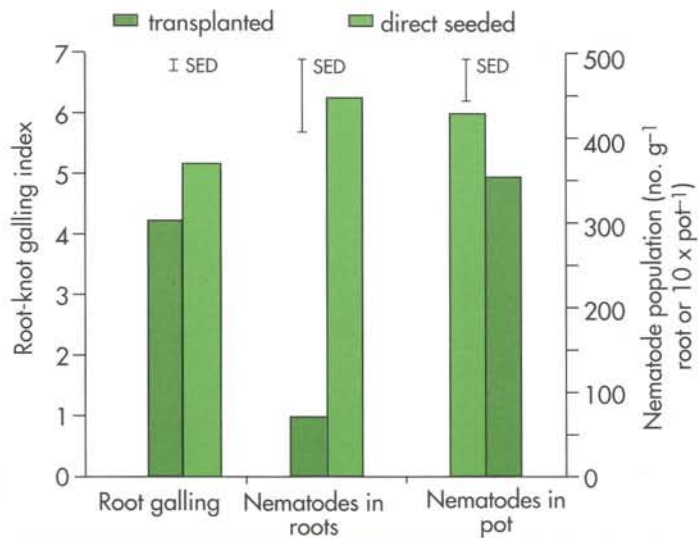 transplanted
direct seeded
Root-knot galling index
7
6
5
4
3
2
1
0
SED
SED
SED
500
400
300
200
100
0
Nematode population (no. g⁻¹
root or 10 x pot⁻¹)
Root galling
Nematodes in
roots
Nematodes in
pot